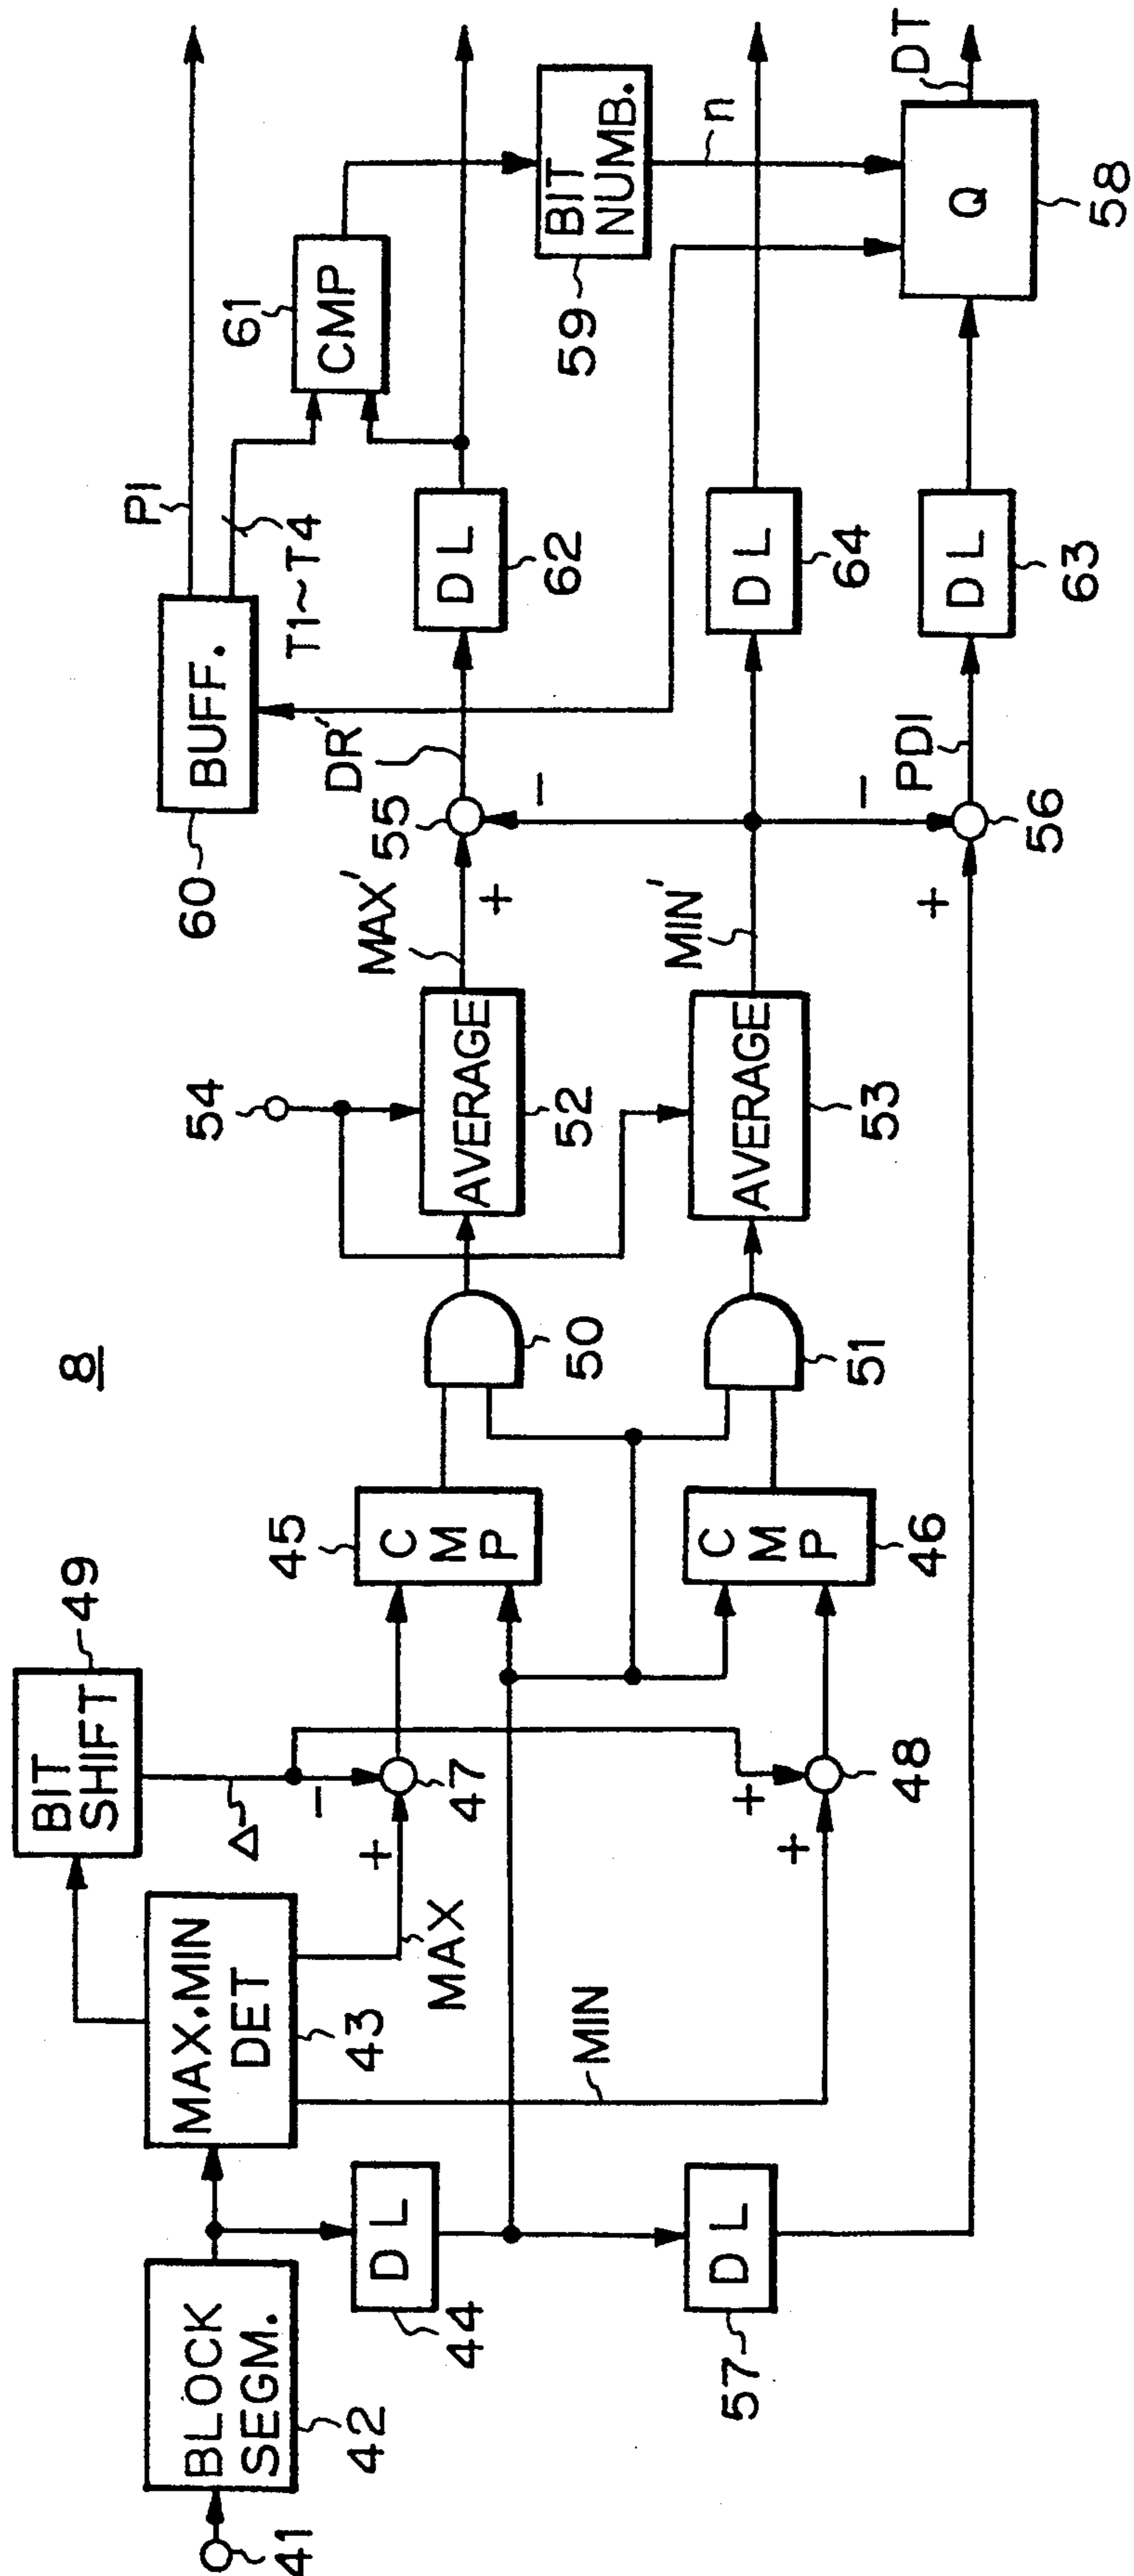 8
41
BLOCK
SEGM.
42
MAX.MIN
DET
43
BIT
SHIFT
49
Δ
−
+
MAX
47
MIN
+
+
48
DL
44
DL
57
CMP
45
CMP
46
50
51
54
AVERAGE
52
AVERAGE
53
MAX'
+
MIN'
55
−
DR'
−
+
56
PDI
BUFF.
60
PI
T1~T4
DL
62
DL
64
DL
63
CMP
61
BIT
NUMB.
59
n
Q
58
DT